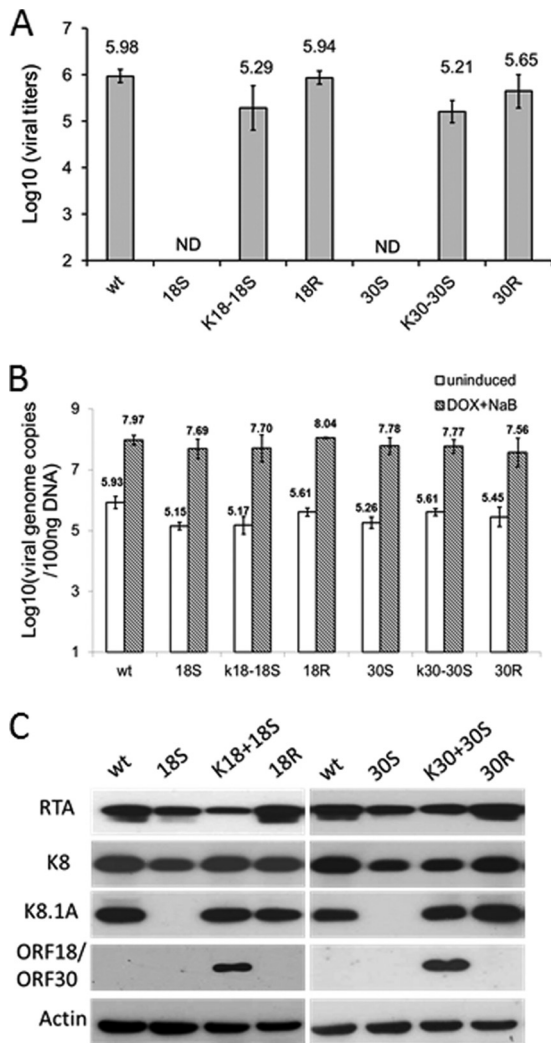 A
Log10 (viral titers)
7
6
5
4
3
2
5.98
ND
5.29
5.94
ND
5.21
5.65
wt
18S
K18-18S
18R
30S
K30-30S
30R
B
uninduced
DOX+NaB
Log10(viral genome copies
/100ng DNA)
9
7
5
3
1
5.93
7.97
5.15
7.69
5.17
7.70
5.61
8.04
5.26
7.78
5.61
7.77
5.45
7.56
wt
18S
k18-18S
18R
30S
k30-30S
30R
C
wt
18S
K18+18S
18R
wt
30S
K30+30S
30R
RTA
K8
K8.1A
ORF18/
ORF30
Actin